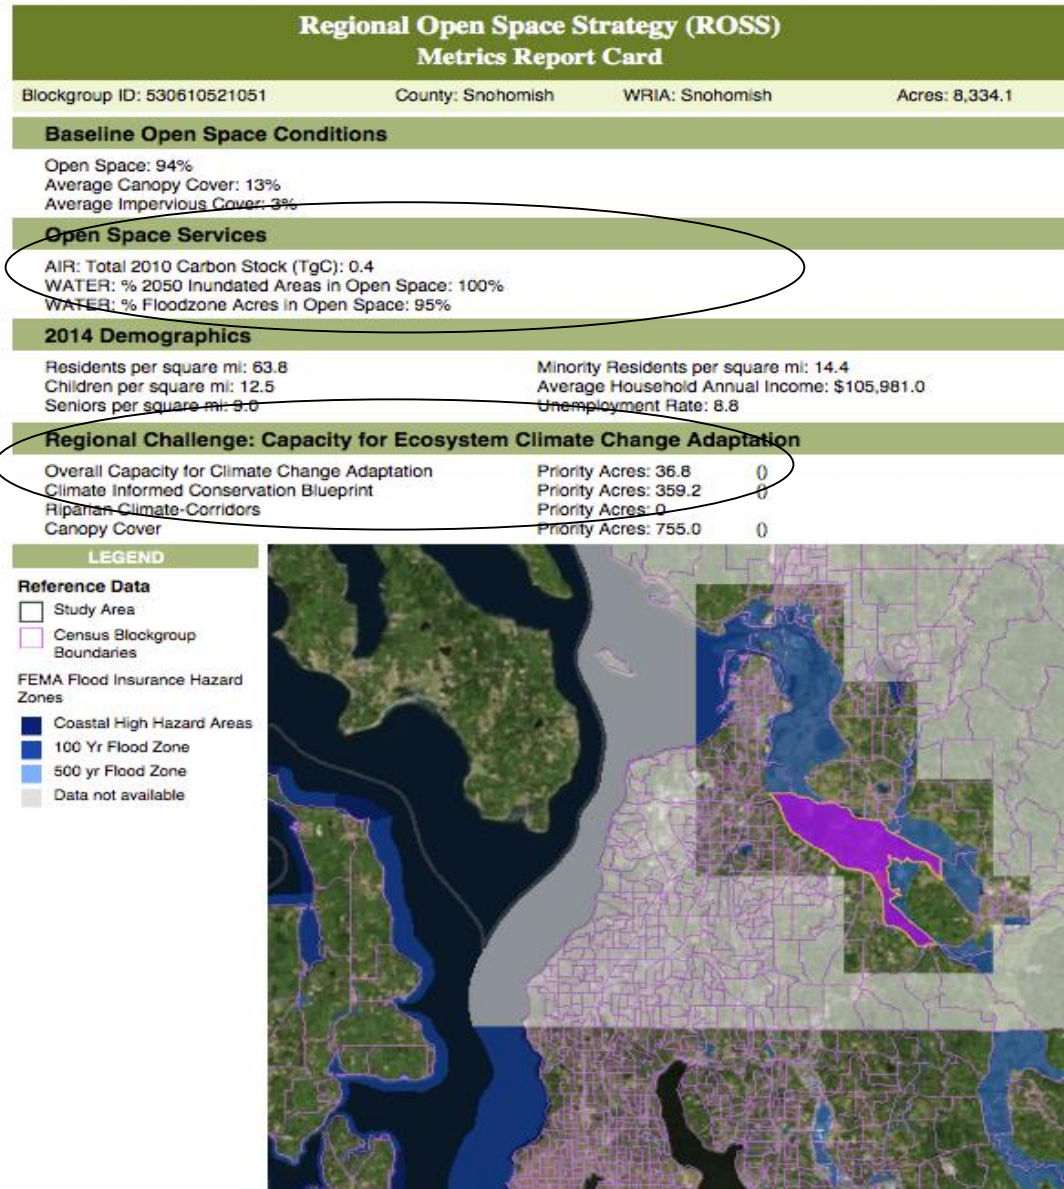 Regional Open Space Strategy (ROSS)
Metrics Report Card
Blockgroup ID: 530610521051 County: Snohomish WRIA: Snohomish Acres: 8,334.1
Baseline Open Space Conditions
Open Space: 94%
Average Canopy Cover: 13%
Average Impervious Cover: 3%
Open Space Services
AIR: Total 2010 Carbon Stock (TgC): 0.4
WATER: % 2050 Inundated Areas in Open Space: 100%
WATER: % Floodzone Acres in Open Space: 95%
2014 Demographics
Residents per square mi: 63.8 Minority Residents per square mi: 14.4
Children per square mi: 12.5 Average Household Annual Income: $105,981.0
Seniors per square mi: 9.0 Unemployment Rate: 8.8
Regional Challenge: Capacity for Ecosystem Climate Change Adaptation
Overall Capacity for Climate Change Adaptation Priority Acres: 36.8 ()
Climate Informed Conservation Blueprint Priority Acres: 359.2 ()
Riparian Climate-Corridors Priority Acres: 0
Canopy Cover Priority Acres: 755.0 ()
LEGEND
Reference Data
Study Area
Census Blockgroup
Boundaries
FEMA Flood Insurance Hazard
Zones
Coastal High Hazard Areas
100 Yr Flood Zone
500 yr Flood Zone
Data not available